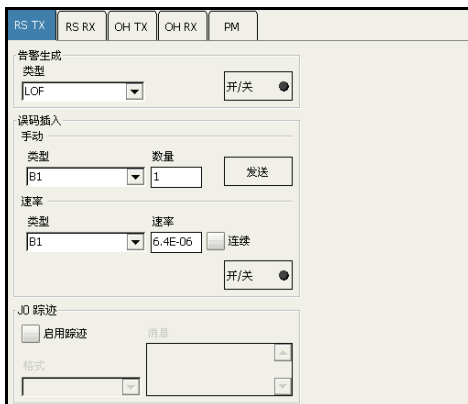 RS TX RS RX OH TX OH RX PM
告警生成
类型
LOF 开/关
误码插入
手动
类型 数量
B1 1 发送
速率
类型 速率
B1 6.4E-06 连续
开/关
J0 踪迹
启用踪迹 消息
格式